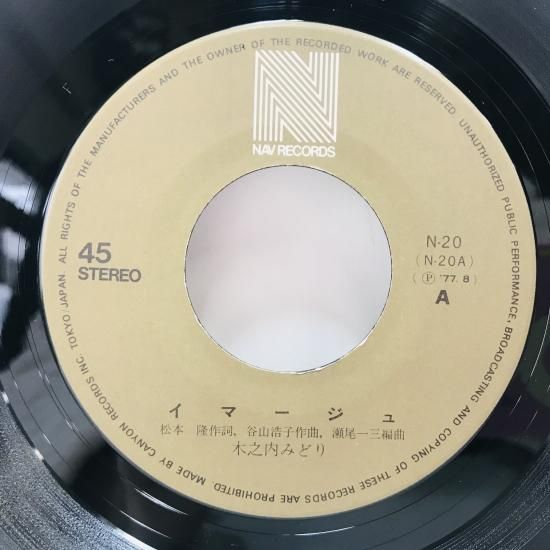 ALL RIGHTS OF THE MANUFACTURERS AND THE OWNER OF THE RECORDED WORK ARE RESERVED. UNAUTHORIZED PUBLIC PERFORMANCE, BROADCASTING AND COPYING OF THESE RECORDS ARE PROHIBITED. MADE BY CANYON RECORDS INC. TOKYO/JAPAN.
N
NAV RECORDS
45
STEREO
N-20
(N-20A)
(Ⓟ '77. 8)
A
イマージュ
松本 隆作詞, 谷山浩子作曲, 瀬尾一三編曲
木之内みどり